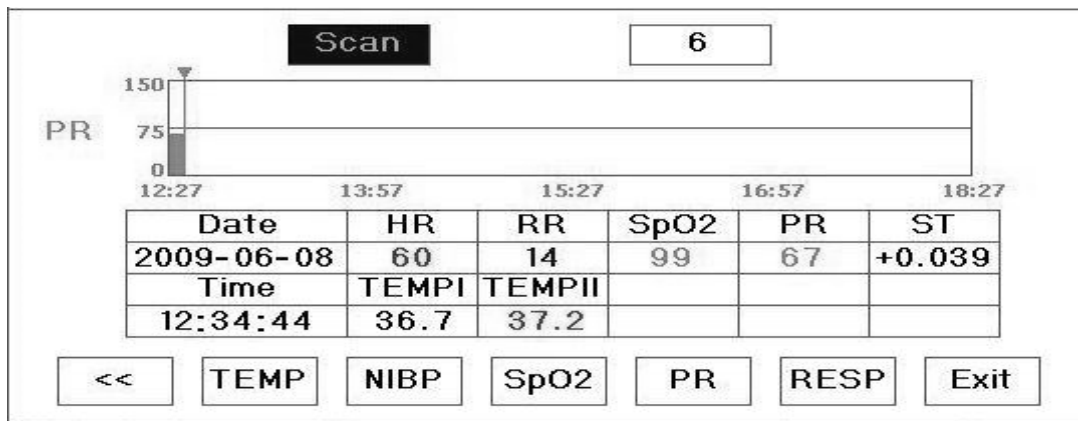 Scan 6
150
PR 75
0
12:27 13:57 15:27 16:57 18:27
Date HR RR SpO2 PR ST
2009-06-08 60 14 99 67 +0.039
Time TEMPI TEMPII
12:34:44 36.7 37.2
<< TEMP NIBP SpO2 PR RESP Exit